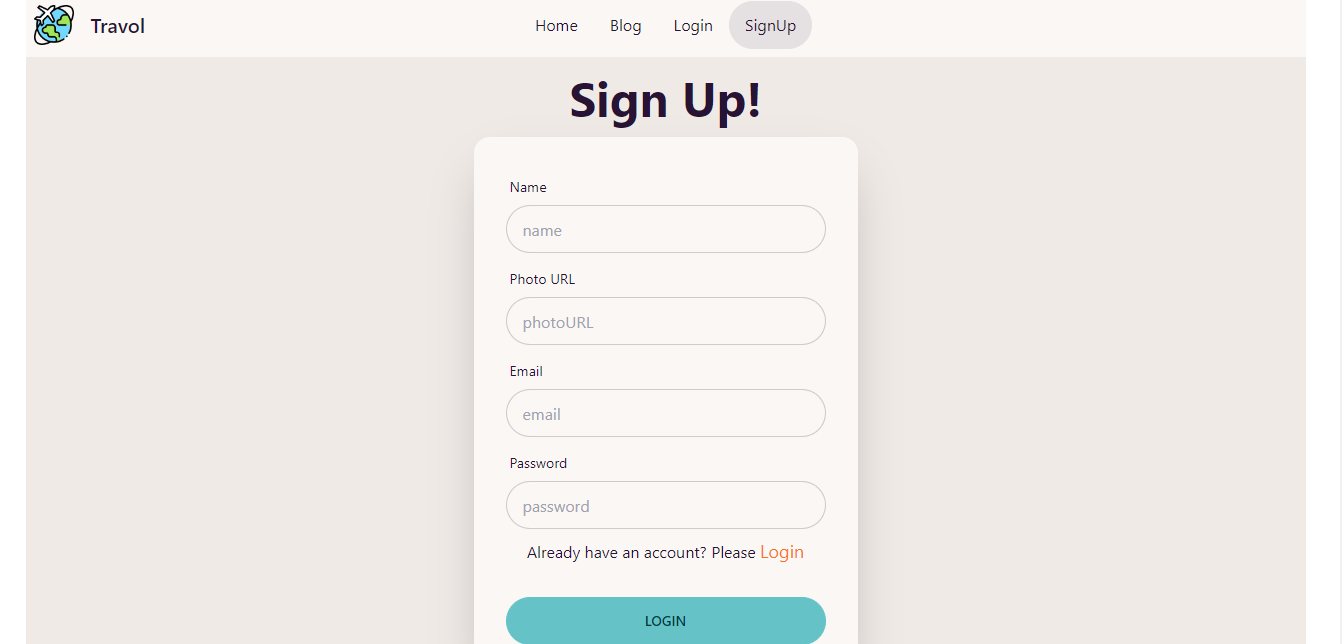 Travol
Home Blog Login SignUp
Sign Up!
Name
name
Photo URL
photoURL
Email
email
Password
password
Already have an account? Please Login
LOGIN